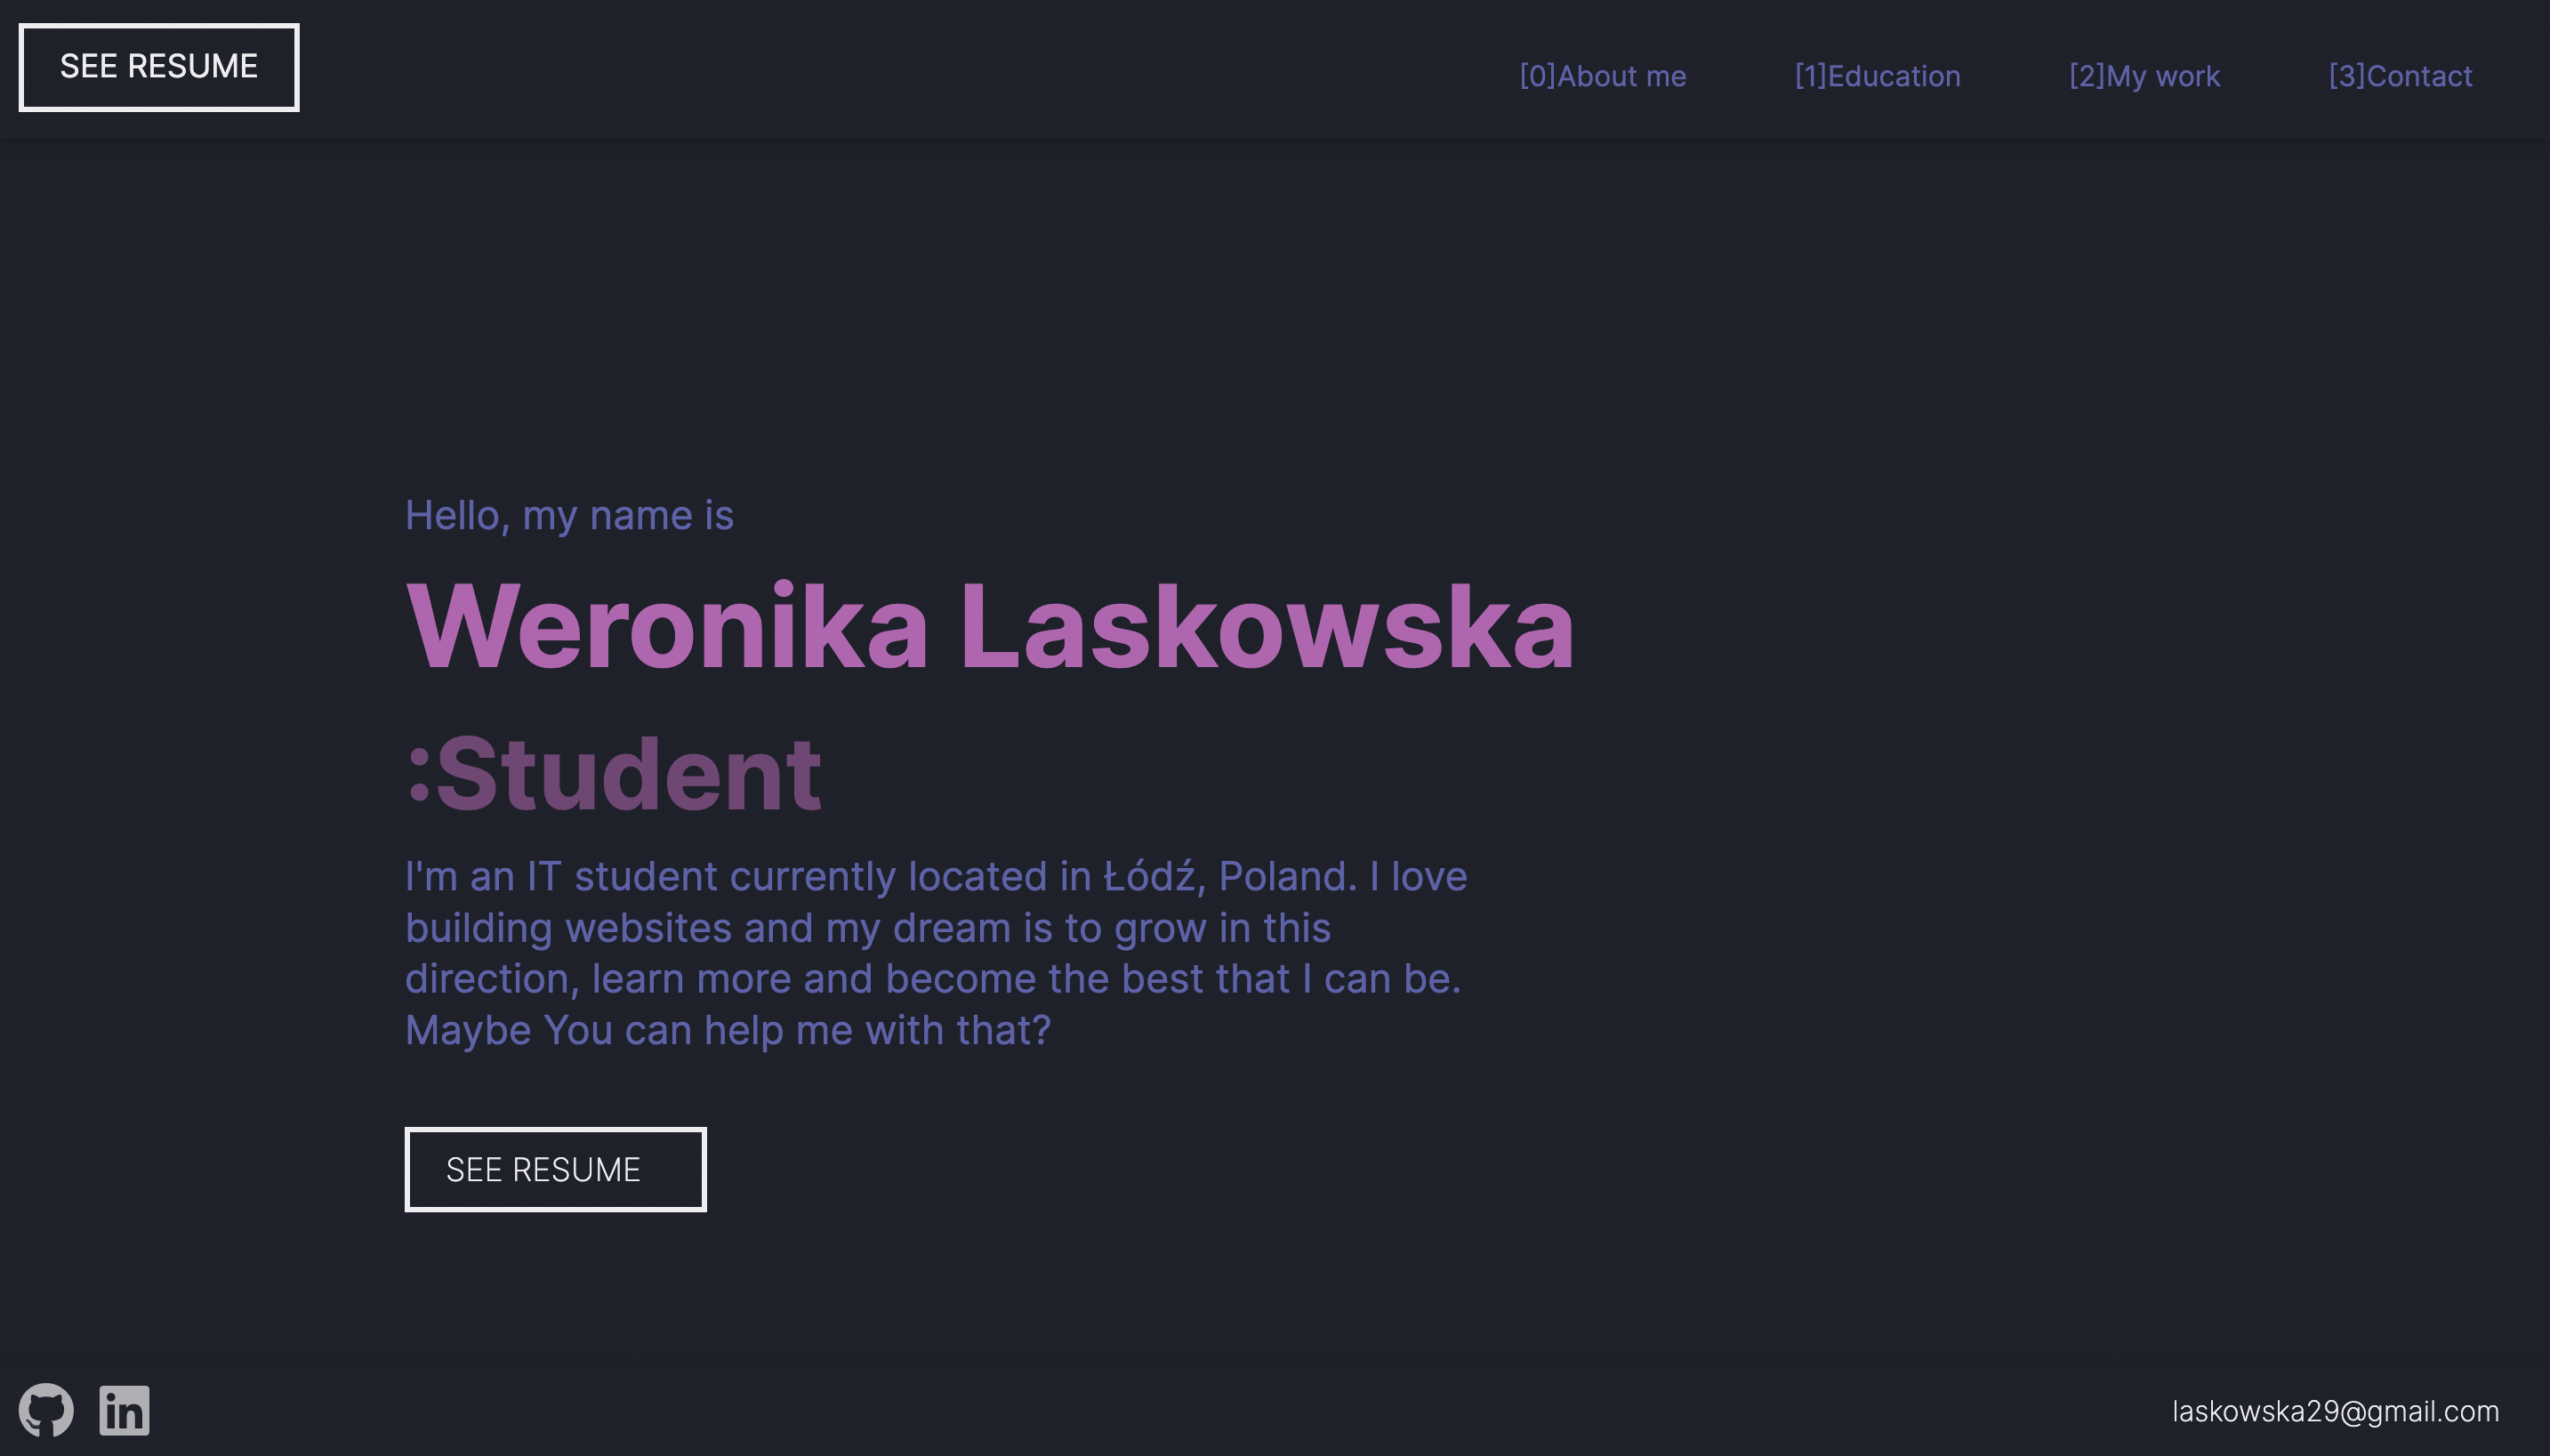 SEE RESUME
[0]About me
[1]Education
[2]My work
[3]Contact
Hello, my name is
Weronika Laskowska
:Student
I'm an IT student currently located in Łódź, Poland. I love
building websites and my dream is to grow in this
direction, learn more and become the best that I can be.
Maybe You can help me with that?
SEE RESUME
in
laskowska29@gmail.com